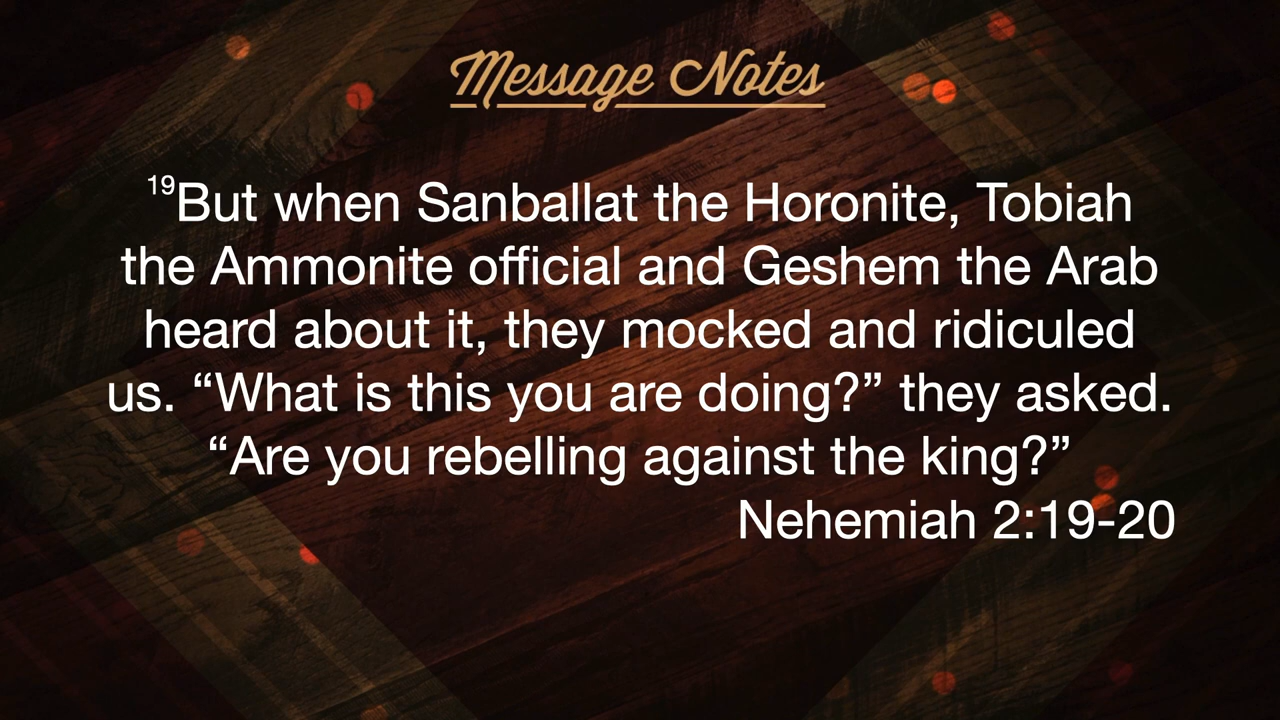 Message Notes
19But when Sanballat the Horonite, Tobiah
the Ammonite official and Geshem the Arab
heard about it, they mocked and ridiculed
us. “What is this you are doing?” they asked.
“Are you rebelling against the king?”
Nehemiah 2:19-20